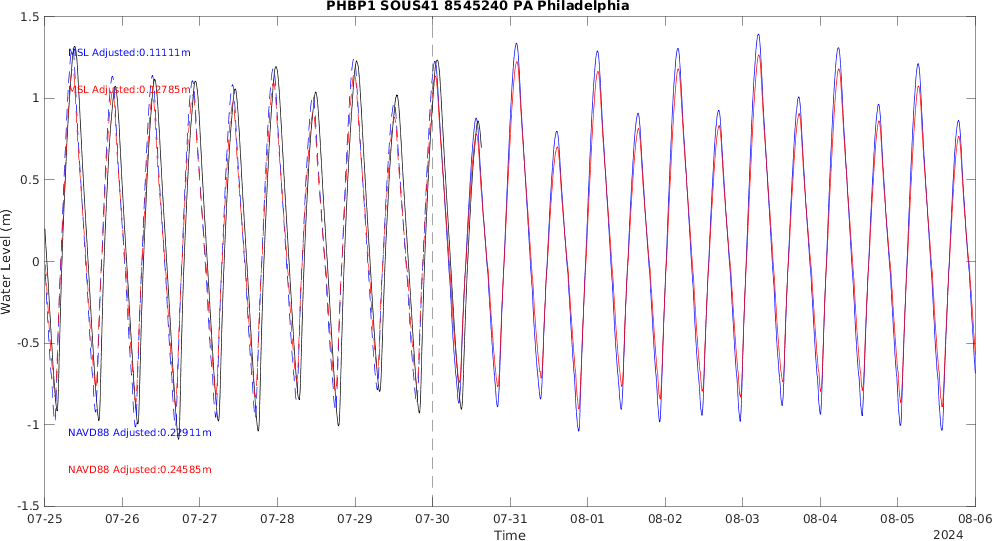 PHBP1 SOUS41 8545240 PA Philadelphia
1.5
MSL Adjusted:0.11111m
MSL Adjusted:0.12785m
1
0.5
0
-0.5
-1
-1.5
Water Level (m)
NAVD88 Adjusted:0.22911m
NAVD88 Adjusted:0.24585m
07-25 07-26 07-27 07-28 07-29 07-30 07-31 08-01 08-02 08-03 08-04 08-05 08-06
Time
2024